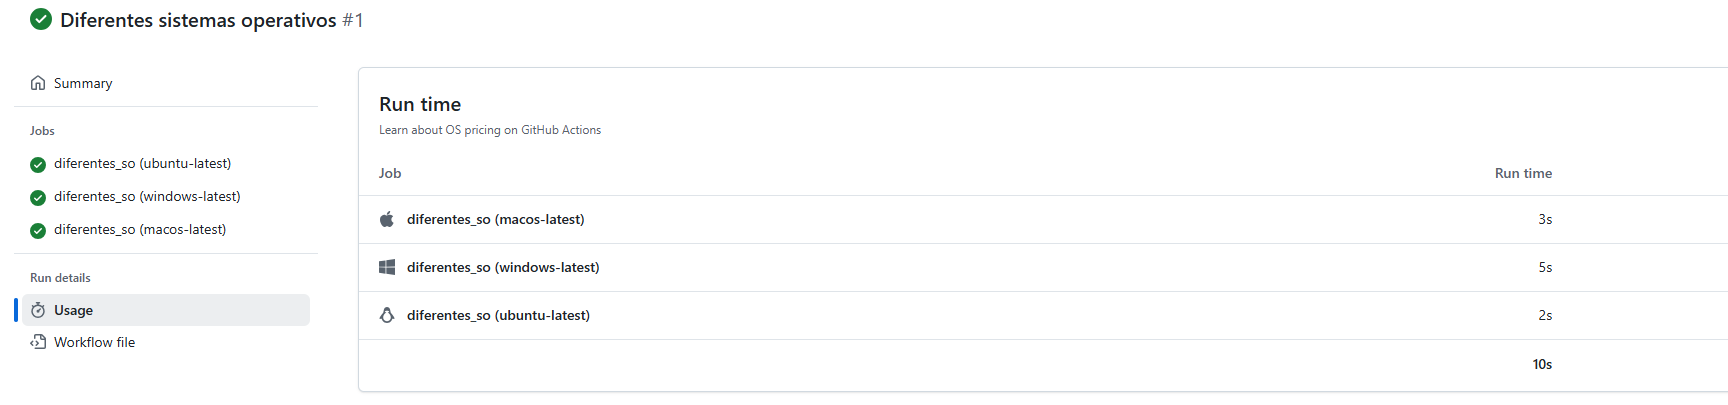 Diferentes sistemas operativos #1
Summary
Jobs
diferentes_so (ubuntu-latest)
diferentes_so (windows-latest)
diferentes_so (macos-latest)
Run details
Usage
Workflow file
Run time
Learn about OS pricing on GitHub Actions
Job Run time
diferentes_so (macos-latest) 3s
diferentes_so (windows-latest) 5s
diferentes_so (ubuntu-latest) 2s
10s